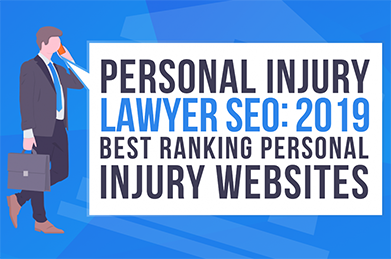 PERSONAL INJURY
LAWYER SEO: 2019
BEST RANKING PERSONAL
INJURY WEBSITES